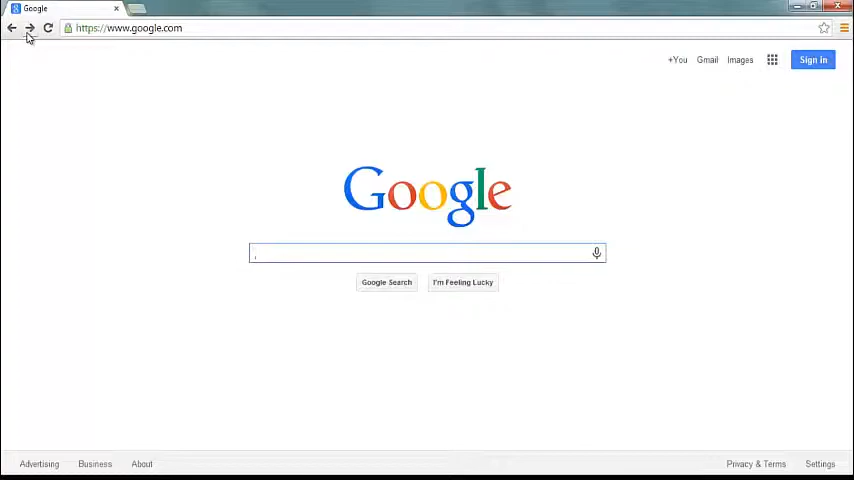 Google
https://www.google.com
+You Gmail Images Sign in
Google
Google Search I'm Feeling Lucky
Advertising Business About Privacy & Terms Settings